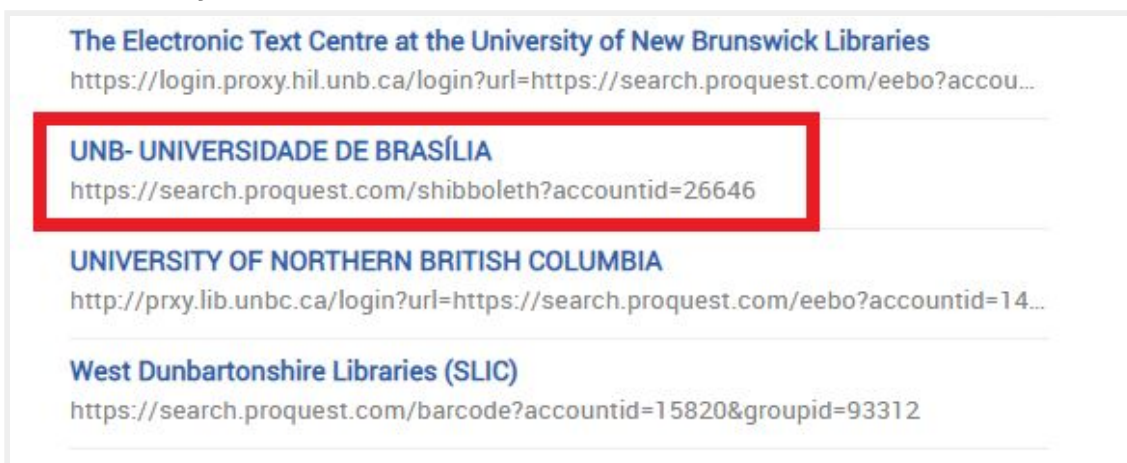 The Electronic Text Centre at the University of New Brunswick Libraries
https://login.proxy.hil.unb.ca/login?url=https://search.proquest.com/eebo?accou...
UNB- UNIVERSIDADE DE BRASÍLIA
https://search.proquest.com/shibboleth?accountid=26646
UNIVERSITY OF NORTHERN BRITISH COLUMBIA
http://prxy.lib.unbc.ca/login?url=https://search.proquest.com/eebo?accountid=14...
West Dunbartonshire Libraries (SLIC)
https://search.proquest.com/barcode?accountid=15820&groupid=93312